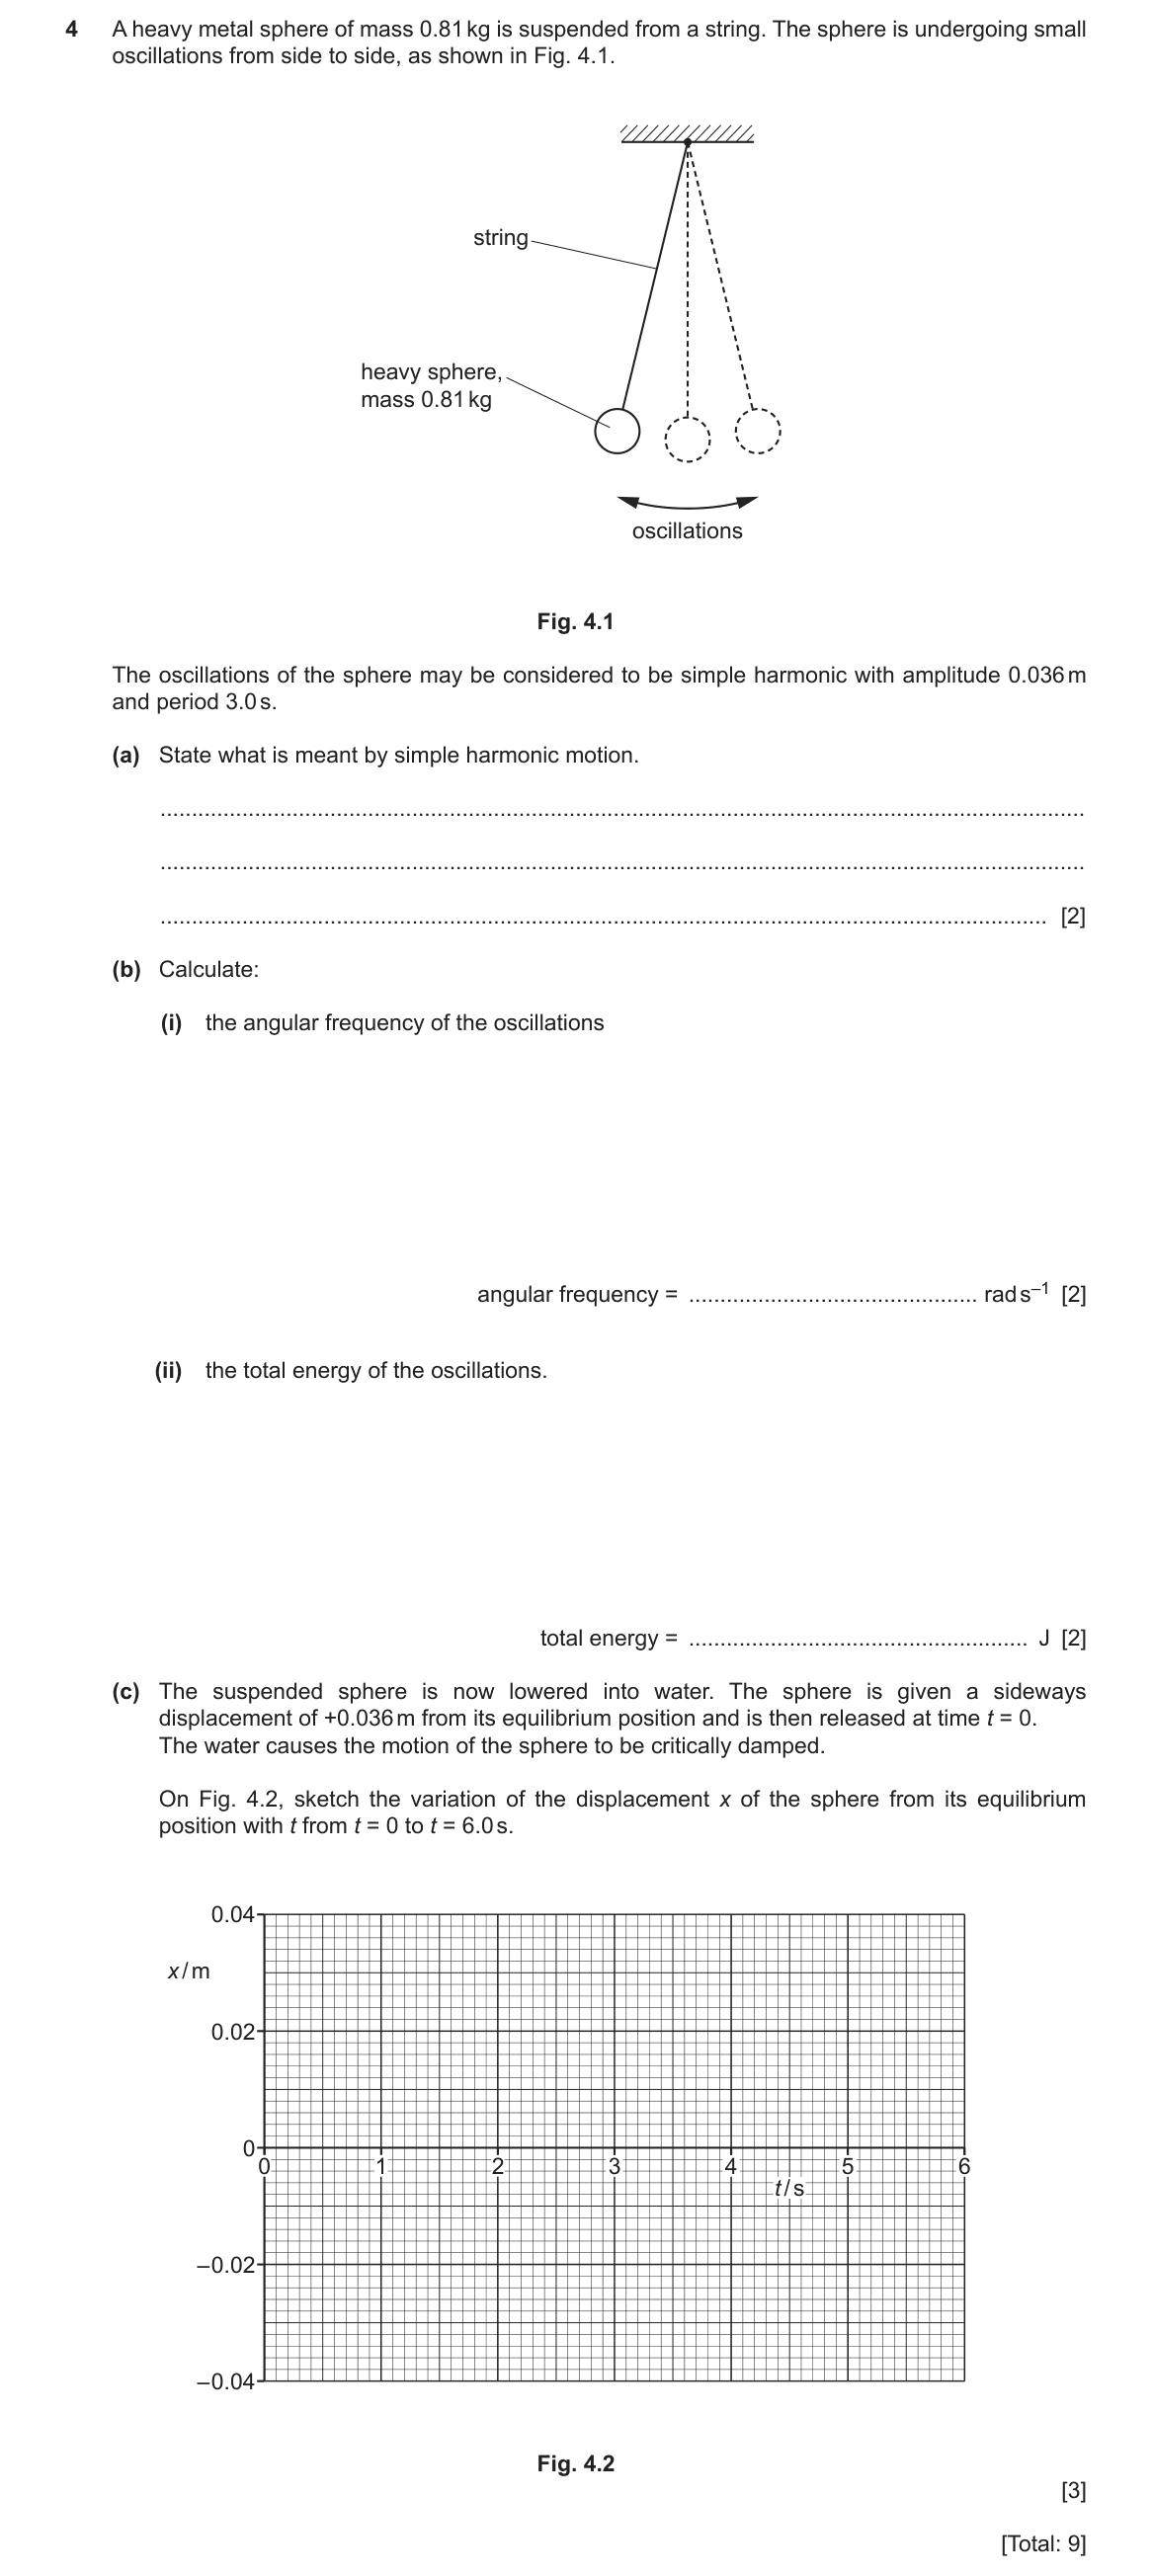 4 A heavy metal sphere of mass 0.81 kg is suspended from a string. The sphere is undergoing small
oscillations from side to side, as shown in Fig. 4.1.
string
heavy sphere,
mass 0.81 kg
oscillations
Fig. 4.1
The oscillations of the sphere may be considered to be simple harmonic with amplitude 0.036 m
and period 3.0 s.
(a) State what is meant by simple harmonic motion.
..........................................................................................................................................
..........................................................................................................................................
..................................................................................................................................... [2]
(b) Calculate:
(i) the angular frequency of the oscillations
angular frequency = .............................................. rad s⁻¹ [2]
(ii) the total energy of the oscillations.
total energy = ...................................................... J [2]
(c) The suspended sphere is now lowered into water. The sphere is given a sideways
displacement of +0.036 m from its equilibrium position and is then released at time t = 0.
The water causes the motion of the sphere to be critically damped.
On Fig. 4.2, sketch the variation of the displacement x of the sphere from its equilibrium
position with t from t = 0 to t = 6.0 s.
0.04
x / m
0.02
0
0 1 2 3 4 5 6
t / s
–0.02
–0.04
Fig. 4.2
[3]
[Total: 9]